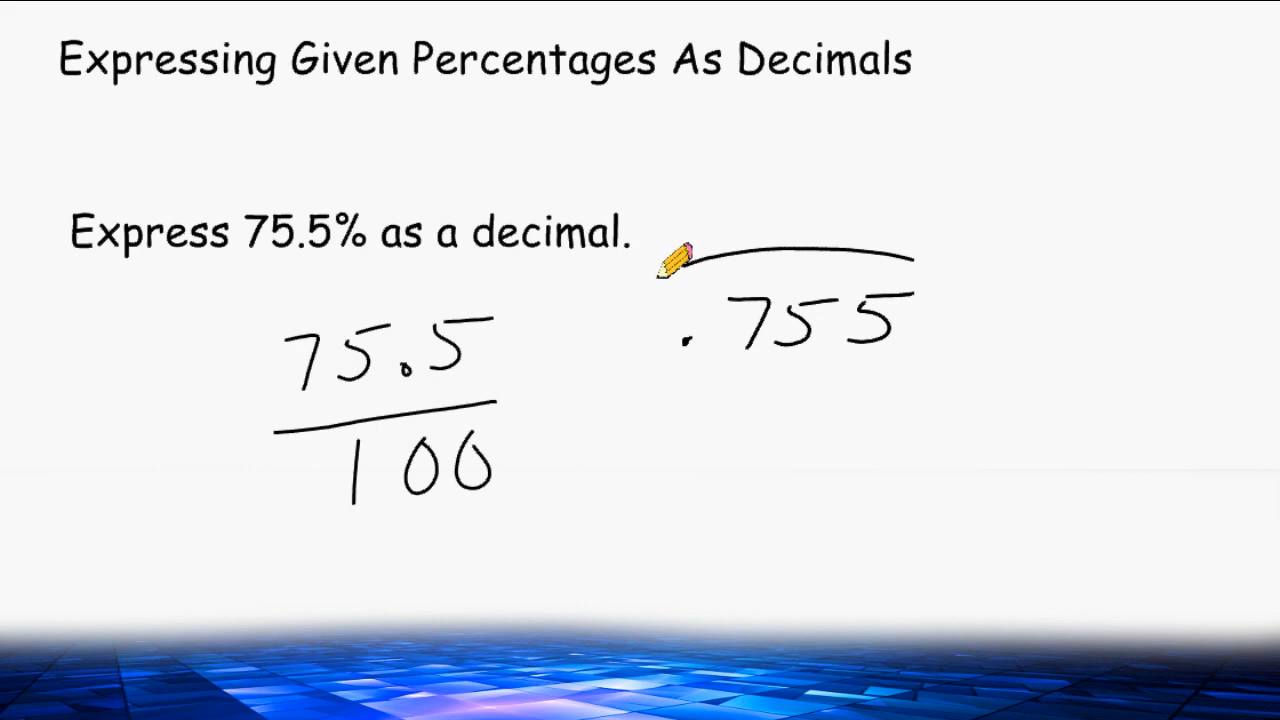 Expressing Given Percentages As Decimals
Express 75.5% as a decimal.
.755
75.5
100